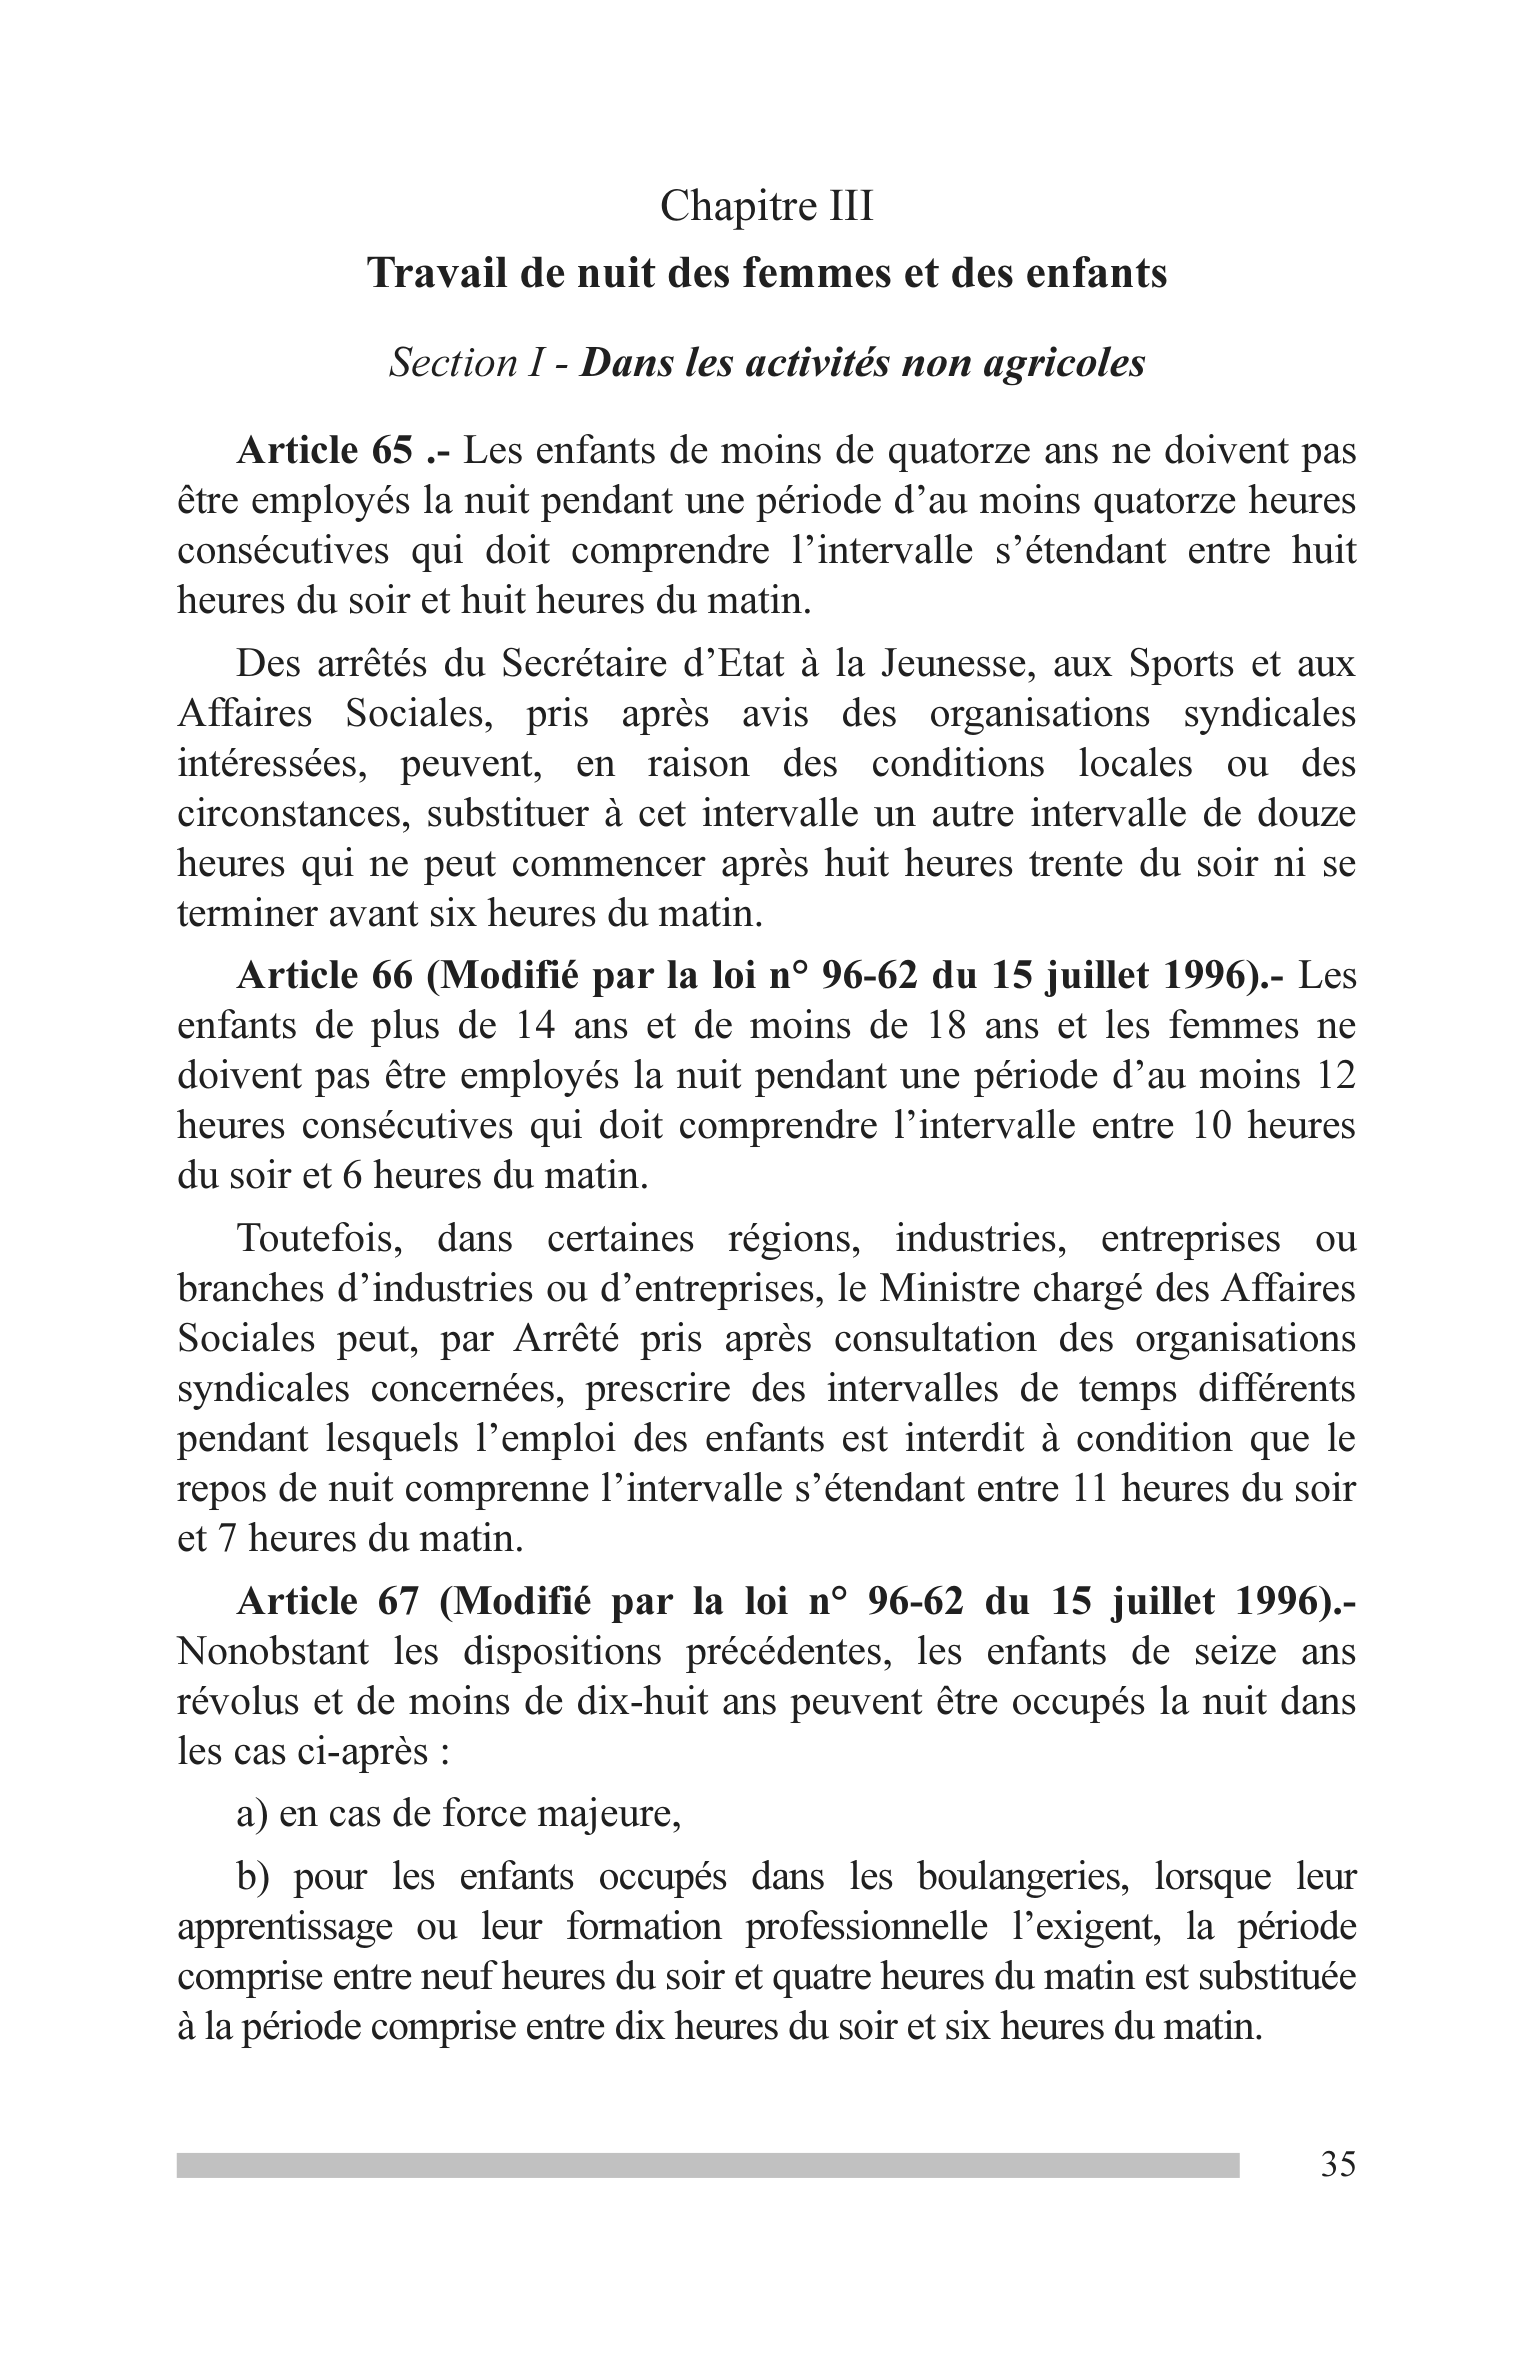 Chapitre III
Travail de nuit des femmes et des enfants
Section I - Dans les activités non agricoles
Article 65 .- Les enfants de moins de quatorze ans ne doivent pas
être employés la nuit pendant une période d’au moins quatorze heures
consécutives qui doit comprendre l’intervalle s’étendant entre huit
heures du soir et huit heures du matin.
Des arrêtés du Secrétaire d’Etat à la Jeunesse, aux Sports et aux
Affaires Sociales, pris après avis des organisations syndicales
intéressées, peuvent, en raison des conditions locales ou des
circonstances, substituer à cet intervalle un autre intervalle de douze
heures qui ne peut commencer après huit heures trente du soir ni se
terminer avant six heures du matin.
Article 66 (Modifié par la loi n° 96-62 du 15 juillet 1996).- Les
enfants de plus de 14 ans et de moins de 18 ans et les femmes ne
doivent pas être employés la nuit pendant une période d’au moins 12
heures consécutives qui doit comprendre l’intervalle entre 10 heures
du soir et 6 heures du matin.
Toutefois, dans certaines régions, industries, entreprises ou
branches d’industries ou d’entreprises, le Ministre chargé des Affaires
Sociales peut, par Arrêté pris après consultation des organisations
syndicales concernées, prescrire des intervalles de temps différents
pendant lesquels l’emploi des enfants est interdit à condition que le
repos de nuit comprenne l’intervalle s’étendant entre 11 heures du soir
et 7 heures du matin.
Article 67 (Modifié par la loi n° 96-62 du 15 juillet 1996).-
Nonobstant les dispositions précédentes, les enfants de seize ans
révolus et de moins de dix-huit ans peuvent être occupés la nuit dans
les cas ci-après :
a) en cas de force majeure,
b) pour les enfants occupés dans les boulangeries, lorsque leur
apprentissage ou leur formation professionnelle l’exigent, la période
comprise entre neuf heures du soir et quatre heures du matin est substituée
à la période comprise entre dix heures du soir et six heures du matin.
35